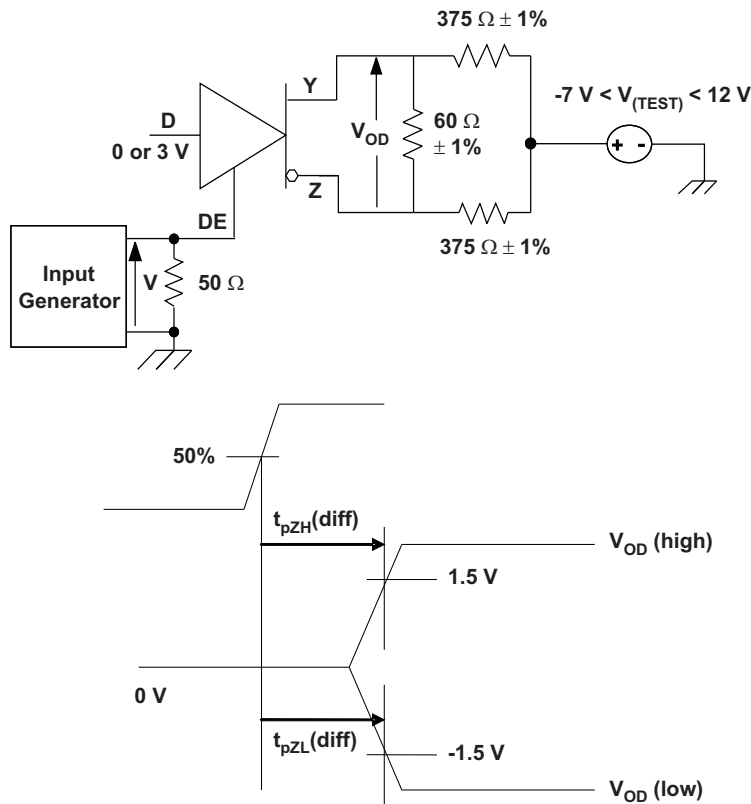 375 Ω ± 1%
Y
-7 V < V(TEST) < 12 V
D
0 or 3 V
VOD
60 Ω
± 1%
+ -
Z
DE
375 Ω ± 1%
Input
Generator
V
50 Ω
50%
tpZH(diff)
VOD (high)
1.5 V
0 V
tpZL(diff)
-1.5 V
VOD (low)